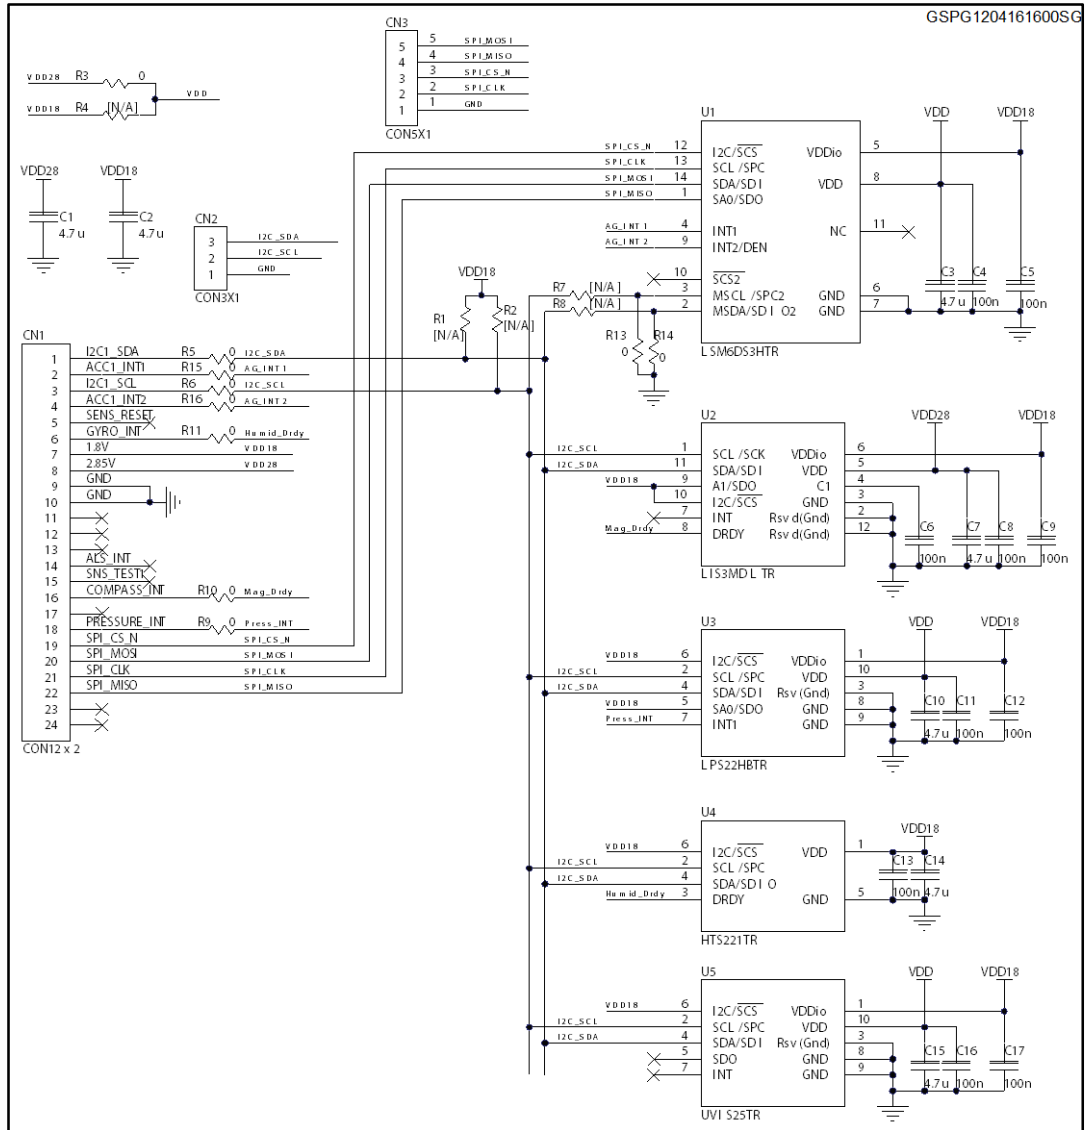 GSPG1204161600SG
CN3
5 5 SPI_MOSI
4 4 SPI_MISO
3 3 SPI_CS_N
2 2 SPI_CLK
1 1 GND
CON5X1
VDD28 R3 0
VDD
VDD18 R4 [N/A]
VDD28 VDD18
C1 C2
4.7u 4.7u
CN2
3 I2C_SDA
2 I2C_SCL
1 GND
CON3X1
CN1
1 I2C1_SDA R5 0 I2C_SDA
2 ACC1_INT1 R15 0 AG_INT1
3 I2C1_SCL R6 0 I2C_SCL
4 ACC1_INT2 R16 0 AG_INT2
5 SENS_RESET
6 GYRO_INT R11 0 Humid_Drdy
7 1.8V VDD18
8 2.85V VDD28
9 GND
10 GND
11
12
13
14 ALS_INT
15 SNS_TEST1
16 COMPASS_INT R10 0 Mag_Drdy
17
18 PRESSURE_INT R9 0 Press_INT
19 SPI_CS_N SPI_CS_N
20 SPI_MOSI SPI_MOSI
21 SPI_CLK SPI_CLK
22 SPI_MISO SPI_MISO
23
24
CON12 x 2
VDD18
R1 R2
[N/A] [N/A]
R7 [N/A]
R8 [N/A]
R13 R14
0 0
U1
VDD VDD18
SPI_CS_N 12 I2C/SCS VDDio 5
SPI_CLK 13 SCL/SPC
SPI_MOSI 14 SDA/SDI VDD 8
SPI_MISO 1 SA0/SDO
AG_INT1 4 INT1 NC 11
AG_INT2 9 INT2/DEN
10 SCS2
3 MSCL/SPC2 GND 6
2 MSDA/SDIO2 GND 7
C3 C4 C5
4.7u 100n 100n
LSM6DS3HTR
U2
VDD28 VDD18
I2C_SCL 1 SCL/SCK VDDio 6
I2C_SDA 11 SDA/SDI VDD 5
VDD18 9 A1/SDO C1 4
10 I2C/SCS GND 3
7 INT Rsvd(Gnd) 2
Mag_Drdy 8 DRDY Rsvd(Gnd) 12
C6 C7 C8 C9
100n 4.7u 100n 100n
LIS3MDLTR
U3
VDD VDD18
VDD18 6 I2C/SCS VDDio 1
I2C_SCL 2 SCL/SPC VDD 10
I2C_SDA 4 SDA/SDI Rsv(Gnd) 3
VDD18 5 SA0/SDO GND 8
Press_INT 7 INT1 GND 9
C10 C11 C12
4.7u 100n 100n
LPS22HBTR
U4
VDD18
VDD18 6 I2C/SCS VDD 1
I2C_SCL 2 SCL/SPC
I2C_SDA 4 SDA/SDIO
Humid_Drdy 3 DRDY GND 5
C13 C14
100n 4.7u
HTS221TR
U5
VDD VDD18
VDD18 6 I2C/SCS VDDio 1
I2C_SCL 2 SCL/SPC VDD 10
I2C_SDA 4 SDA/SDI Rsv(Gnd) 3
5 SDO GND 8
7 INT GND 9
C15 C16 C17
4.7u 100n 100n
UVIS25TR